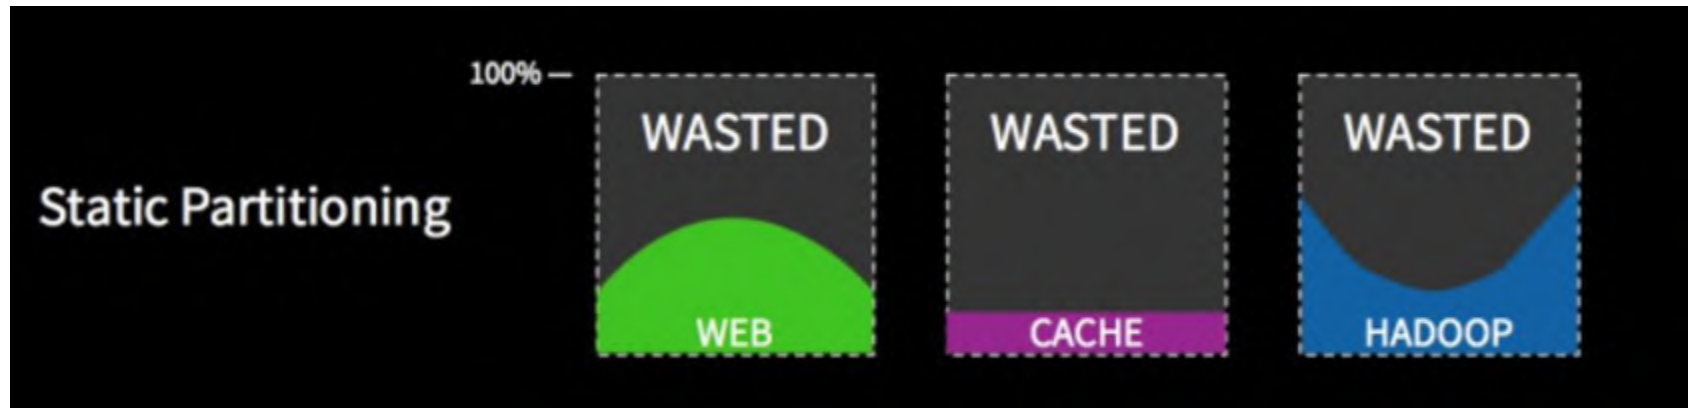 100%
WASTED
WASTED
WASTED
Static Partitioning
WEB
CACHE
HADOOP